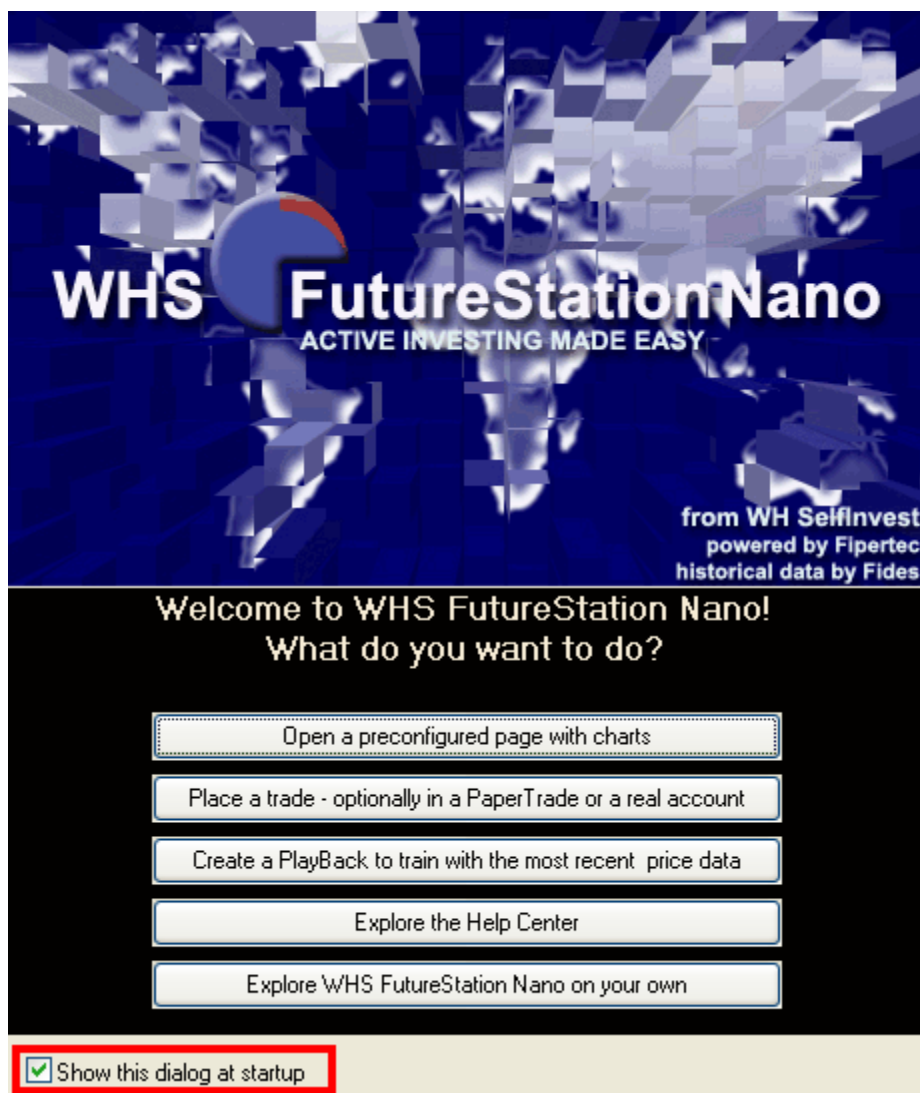 WHS FutureStation Nano
ACTIVE INVESTING MADE EASY
from WH SelfInvest
powered by Fipertec
historical data by Fides
Welcome to WHS FutureStation Nano!
What do you want to do?
Open a preconfigured page with charts
Place a trade - optionally in a PaperTrade or a real account
Create a PlayBack to train with the most recent price data
Explore the Help Center
Explore WHS FutureStation Nano on your own
Show this dialog at startup